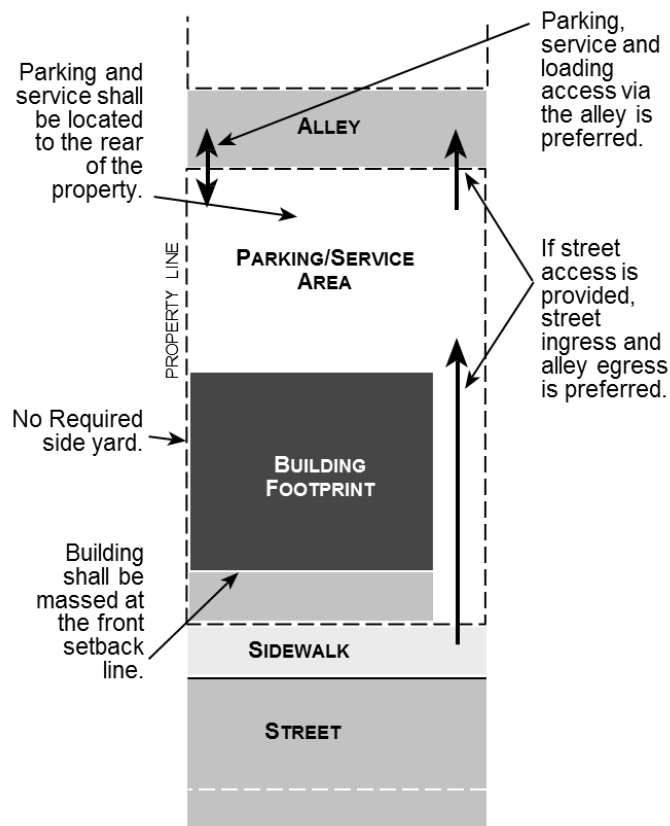 Parking,
service and
loading
access via
the alley is
preferred.
Parking and
service shall
be located
to the rear
of the
property.
ALLEY
PARKING/SERVICE
AREA
PROPERTY LINE
If street
access is
provided,
street
ingress and
alley egress
is preferred.
No Required
side yard.
BUILDING
FOOTPRINT
Building
shall be
massed at
the front
setback
line.
SIDEWALK
STREET